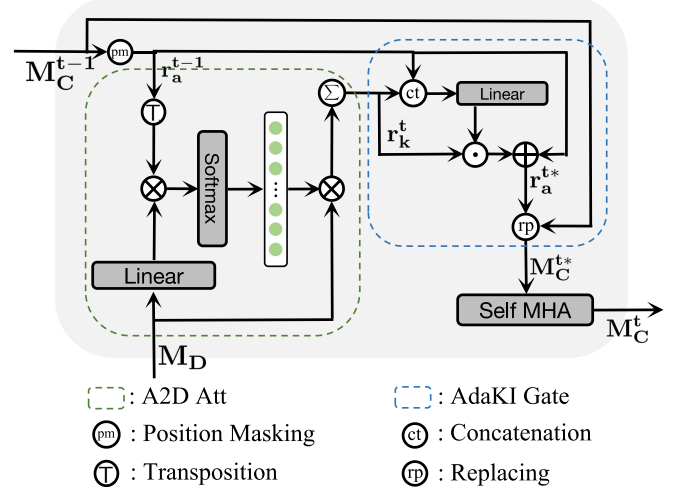 M_C^{t-1}
pm
r_a^{t-1}
T
Softmax
...
Linear
M_D
Σ
r_k^t
ct
Linear
r_a^{t*}
rp
M_C^{t*}
Self MHA
M_C^t
: A2D Att
: AdaKI Gate
pm : Position Masking
ct : Concatenation
T : Transposition
rp : Replacing